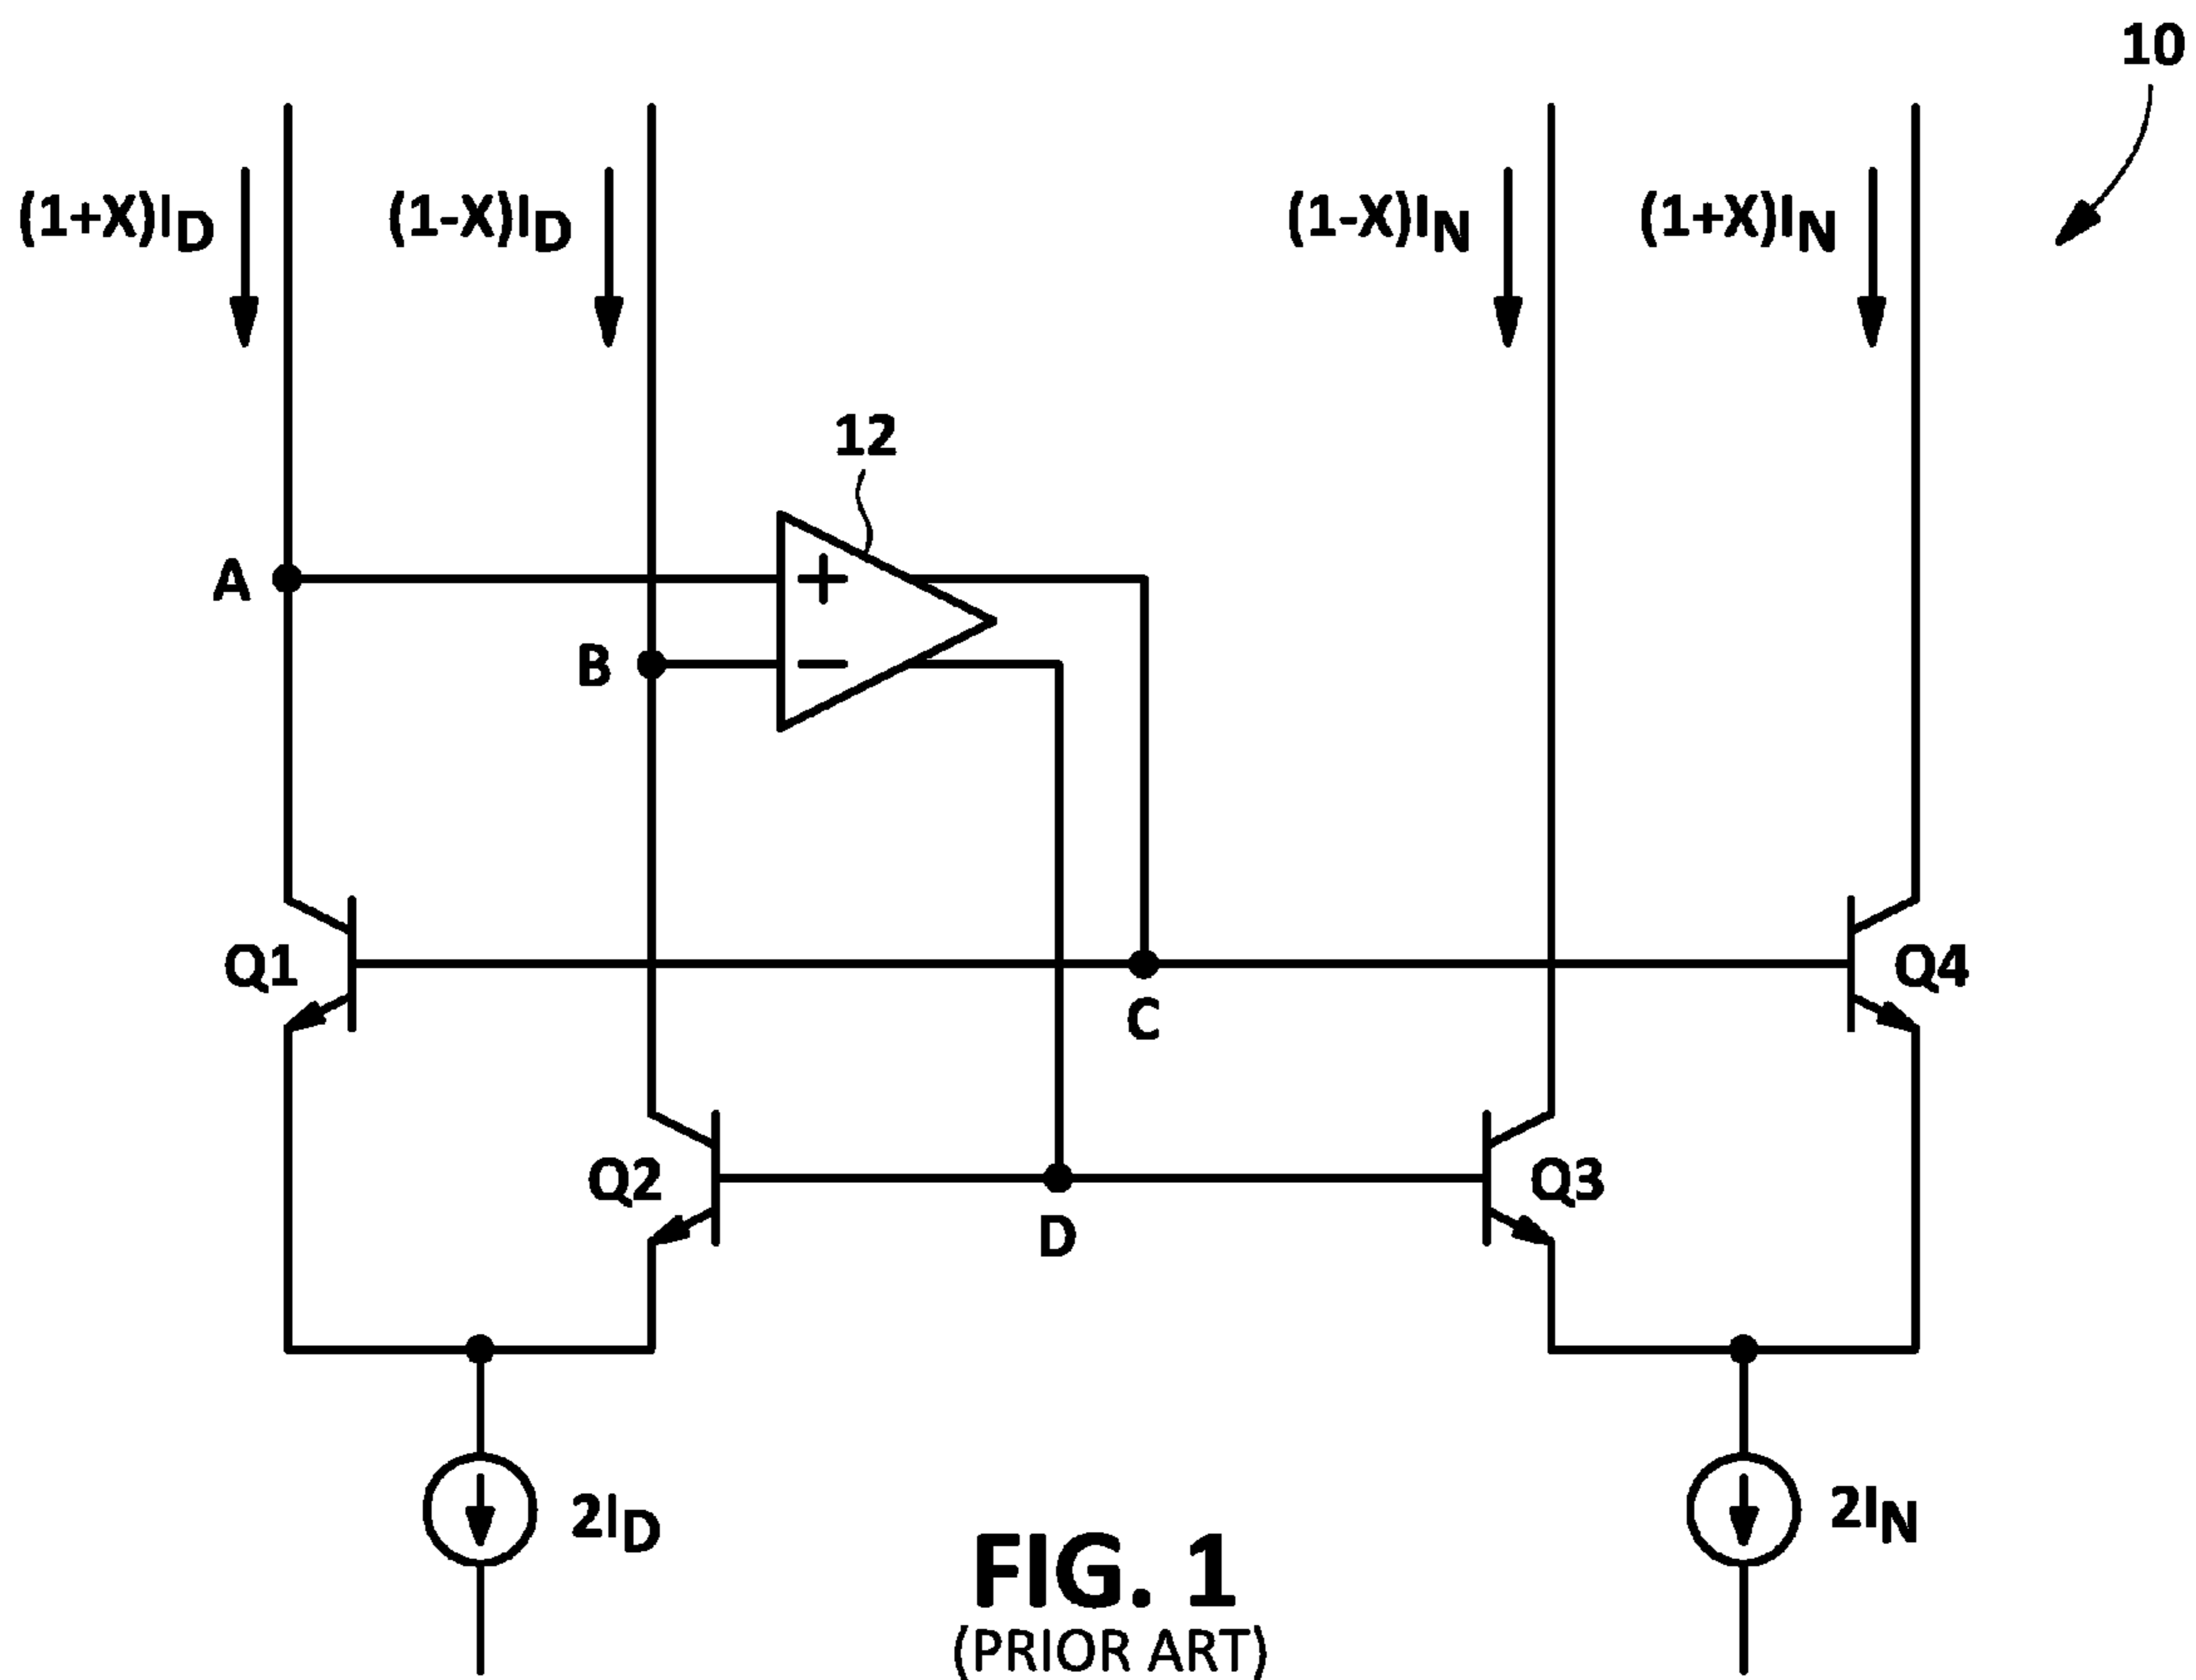 10
(1+X)ID
(1-X)ID
(1-X)IN
(1+X)IN
12
A
+
B
−
Q1
Q4
C
Q2
Q3
D
2ID
2IN
FIG. 1
(PRIOR ART)